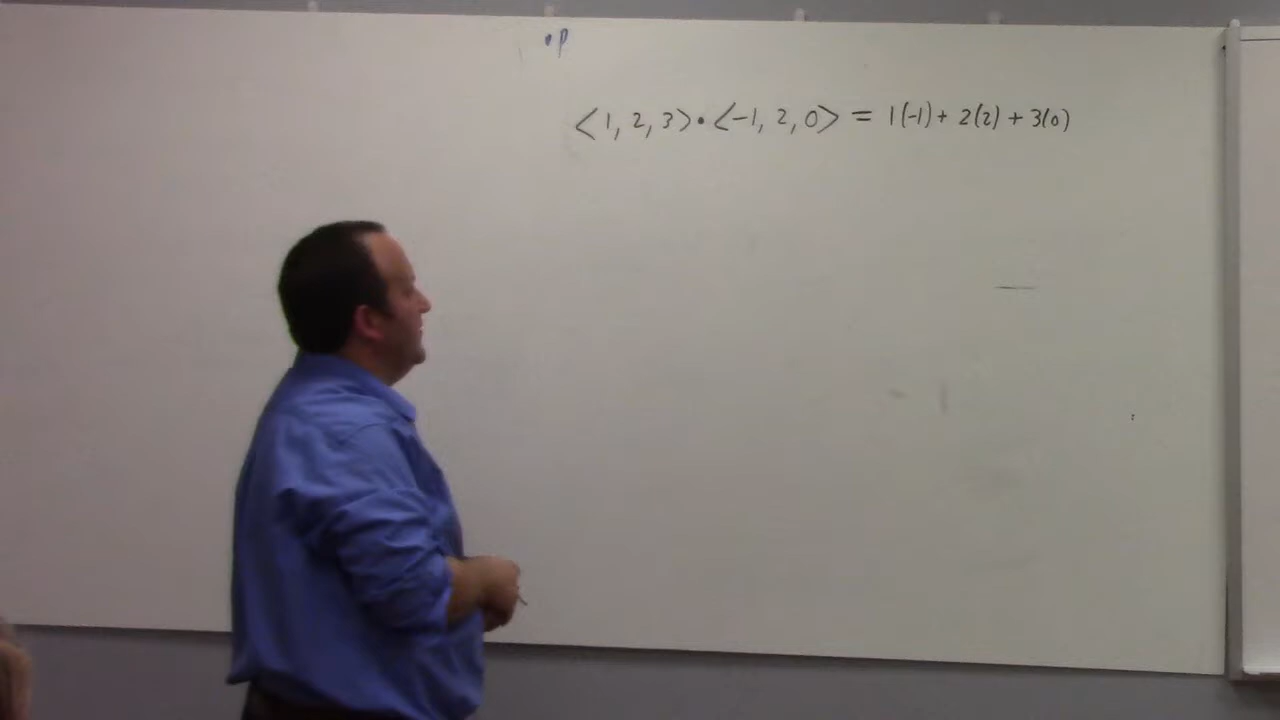 • P
<1, 2, 3> • <-1, 2, 0> = 1(-1) + 2(2) + 3(0)